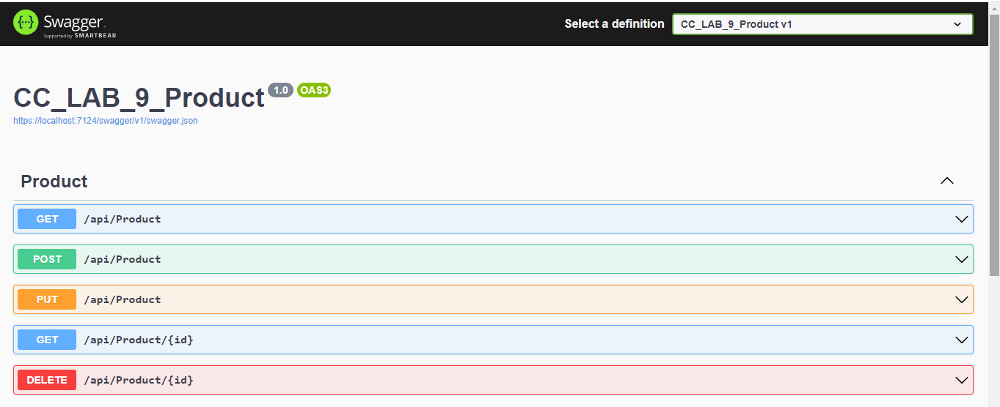 {···} Swagger™ Select a definition CC_LAB_9_Product v1
Supported by SMARTBEAR
CC_LAB_9_Product 1.0 OAS3
https://localhost:7124/swagger/v1/swagger.json
Product
GET /api/Product
POST /api/Product
PUT /api/Product
GET /api/Product/{id}
DELETE /api/Product/{id}